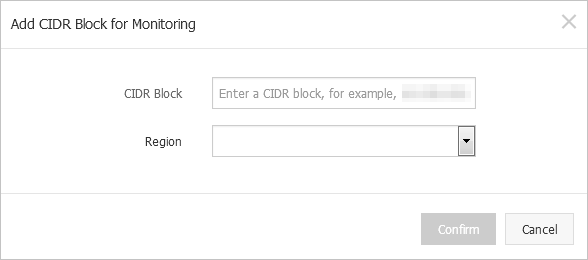 Add CIDR Block for Monitoring
CIDR Block
Enter a CIDR block, for example,
Region
Confirm
Cancel